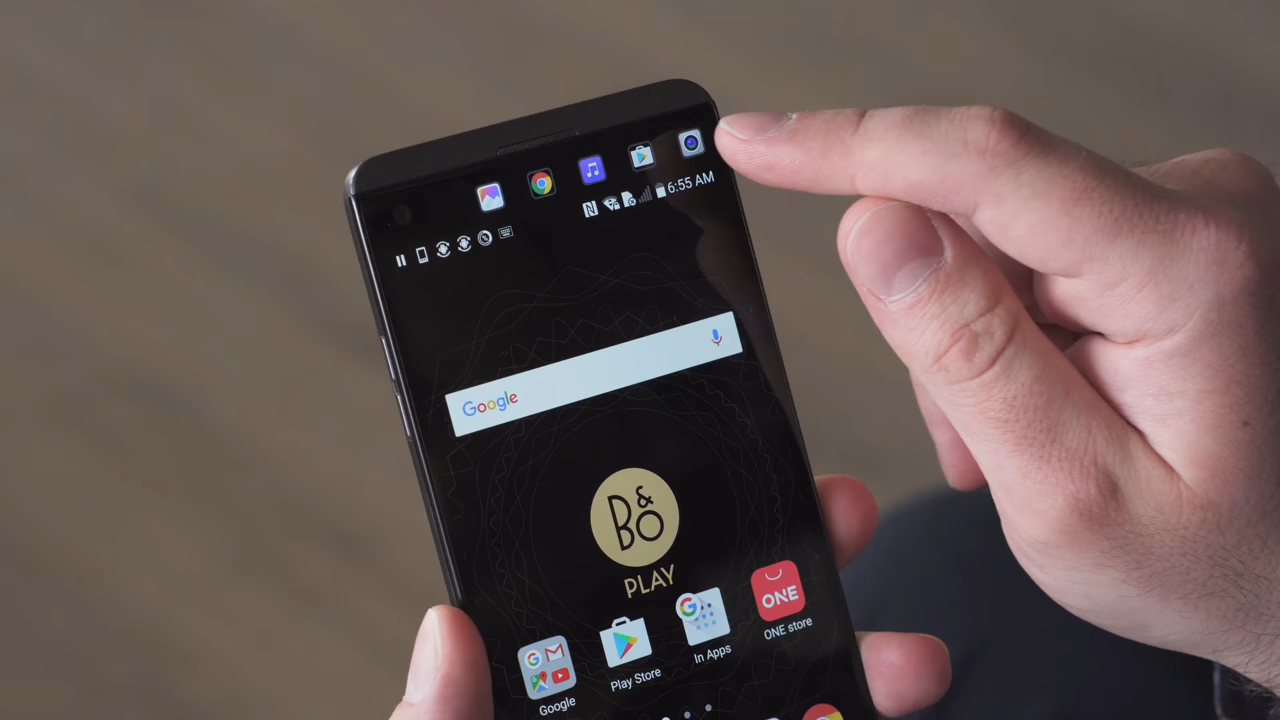 6:55 AM
Google
B&O
PLAY
Google
Play Store
In Apps
ONE
ONE store